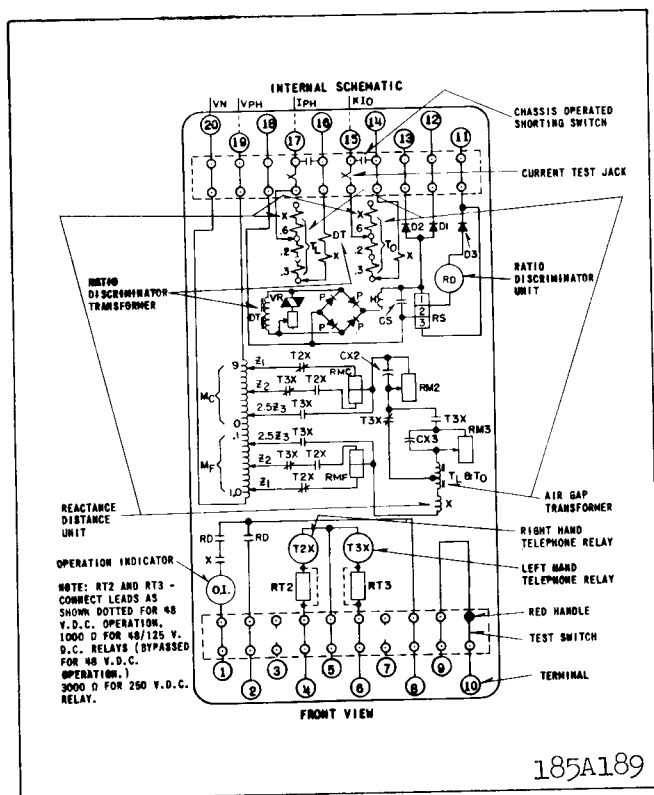 INTERNAL SCHEMATIC
VN VPH IPH KIO
CHASSIS OPERATED
SHORTING SWITCH
20 19 18 17 16 15 14 13 12 11
CURRENT TEST JACK
X X
.6 .6
D2 D1
DT
TL TO
.2 .2
X X
D3
.3 .3
RATIO
DISCRIMINATOR
TRANSFORMER
RATIO
DISCRIMINATOR
UNIT
RD
VR
DT
P P
P P
H
CS
2
3
RS
T2X
CX2
9 Z1
RMC
MC
T3X T2X
Z2
RM2
2.5Z3 T3X
0
T3X T3X
.1 2.5Z3 T3X
CX3
RM3
MF
T3X T2X
Z2
RMF
T2X
Z1
1.0
TL & TO
X
REACTANCE
DISTANCE
UNIT
AIR GAP
TRANSFORMER
RIGHT HAND
TELEPHONE RELAY
RD RD
T2X T3X
LEFT HAND
TELEPHONE RELAY
OPERATION INDICATOR
X
O.I.
RT2 RT3
NOTE: RT2 AND RT3 -
CONNECT LEADS AS
SHOWN DOTTED FOR 48
V.D.C. OPERATION.
1000 Ω FOR 48/125 V.
D.C. RELAYS (BYPASSED
FOR 48 V.D.C.
OPERATION.)
3000 Ω FOR 250 V.D.C.
RELAY.
RED HANDLE
TEST SWITCH
1 2 3 4 5 6 7 8 9 10
TERMINAL
FRONT VIEW
185A189